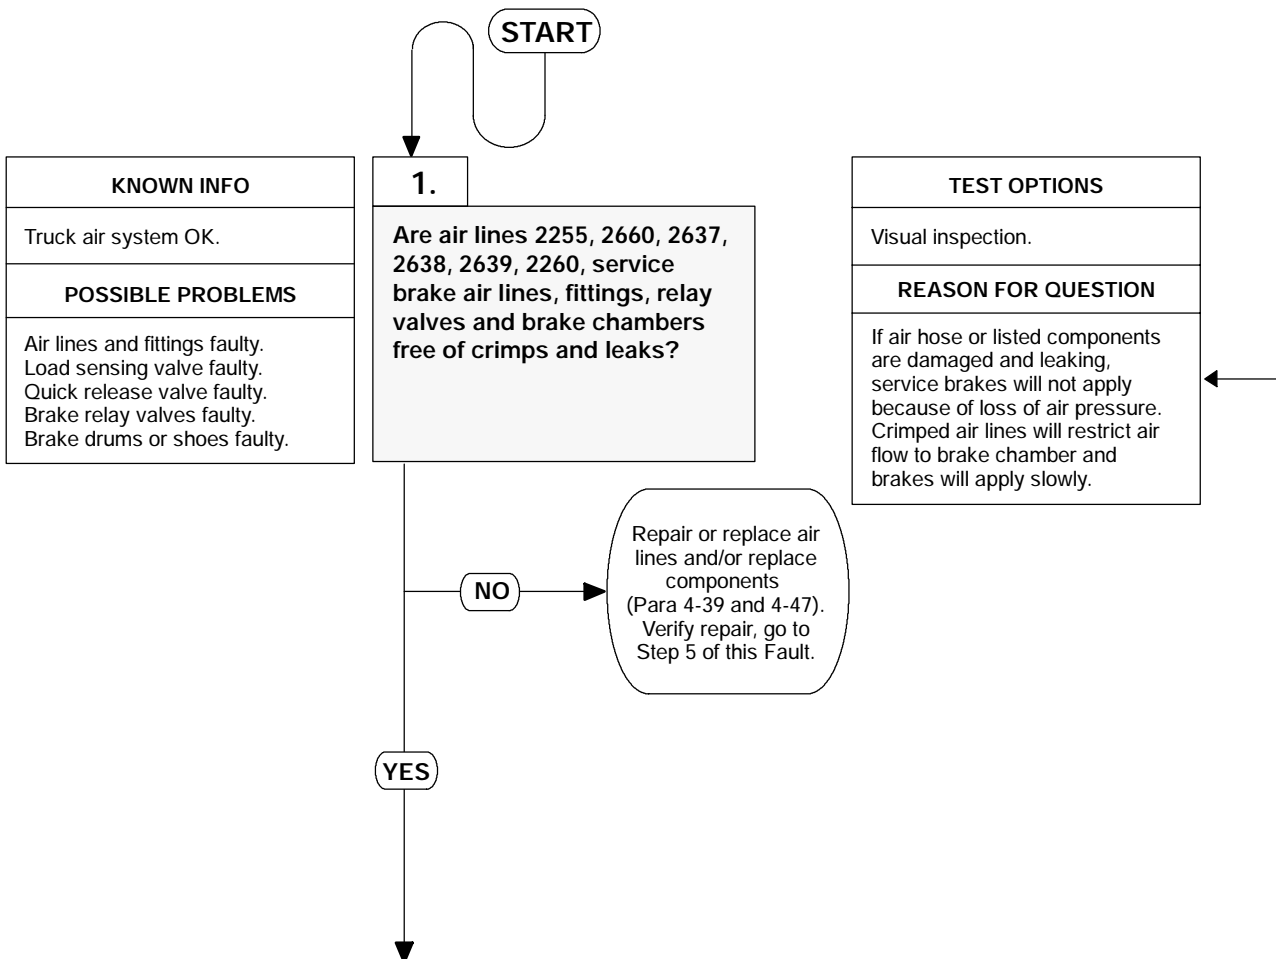 START
KNOWN INFO
Truck air system OK.
POSSIBLE PROBLEMS
Air lines and fittings faulty.
Load sensing valve faulty.
Quick release valve faulty.
Brake relay valves faulty.
Brake drums or shoes faulty.
1.
Are air lines 2255, 2660, 2637,
2638, 2639, 2260, service
brake air lines, fittings, relay
valves and brake chambers
free of crimps and leaks?
TEST OPTIONS
Visual inspection.
REASON FOR QUESTION
If air hose or listed components
are damaged and leaking,
service brakes will not apply
because of loss of air pressure.
Crimped air lines will restrict air
flow to brake chamber and
brakes will apply slowly.
NO
Repair or replace air
lines and/or replace
components
(Para 4-39 and 4-47).
Verify repair, go to
Step 5 of this Fault.
YES